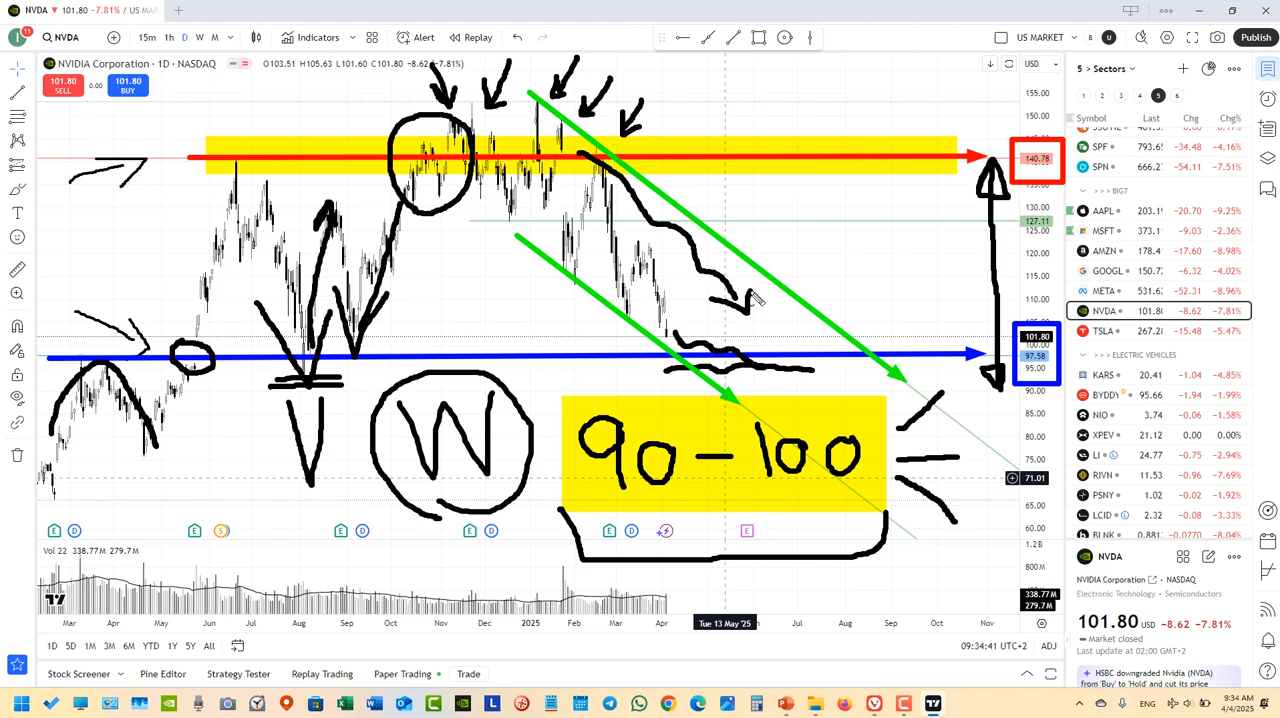 NVDA ▼ 101.80 −7.81% / US MAR
11
NVDA
15m 1h D W M
Indicators
Alert
Replay
US MARKET
8
U
Publish
NVIDIA Corporation · 1D · NASDAQ
O103.51 H105.63 L101.60 C101.80 −8.62 (−7.81%)
101.80
SELL
0.00
101.80
BUY
USD
155.00
150.00
140.78
135.00
130.00
127.11
125.00
120.00
115.00
110.00
101.80
100.00
97.58
95.00
90.00
85.00
80.00
75.00
71.01
65.00
60.00
V
W
90 - 100
E D E S E D E D E D E
Vol 22 338.77M 279.7M
1.2B
800M
338.77M
279.7M
Mar Apr May Jun Jul Aug Sep Oct Nov Dec 2025 Feb Mar Apr Tue 13 May '25 Jul Aug Sep Oct Nov
1D 5D 1M 3M 6M YTD 1Y 5Y All
09:34:41 UTC+2
ADJ
Stock Screener
Pine Editor
Strategy Tester
Replay Trading
Paper Trading
Trade
5 > Sectors
1 2 3 4 5 6
Symbol Last Chg Chg%
SPF 793.6 -34.48 -4.16%
SPN 666.2 -54.11 -7.51%
> > > BIG7
AAPL 203.1 -20.70 -9.25%
MSFT 373.1 -9.03 -2.36%
AMZN 178.4 -17.60 -8.98%
GOOGL 150.7 -6.32 -4.02%
META 531.6 -52.31 -8.96%
NVDA 101.8 -8.62 -7.81%
TSLA 267.2 -15.48 -5.47%
> > > ELECTRIC VEHICLES
KARS 20.41 -1.04 -4.85%
BYDD D 95.66 -1.94 -1.99%
NIO 3.74 -0.06 -1.58%
XPEV 21.12 0.00 0.00%
LI 24.77 -0.75 -2.94%
RIVN 11.53 -0.96 -7.69%
PSNY 1.02 -0.02 -1.92%
LCID 2.32 -0.08 -3.33%
BLNK 0.881 -0.0770 -8.04%
NVDA
NVIDIA Corporation NASDAQ
Electronic Technology • Semiconductors
101.80 USD -8.62 -7.81%
Market closed
Last update at 02:00 GMT+2
HSBC downgraded Nvidia (NVDA)
from 'Buy' to 'Hold' and cut its price
ENG
9:34 AM
4/4/2025